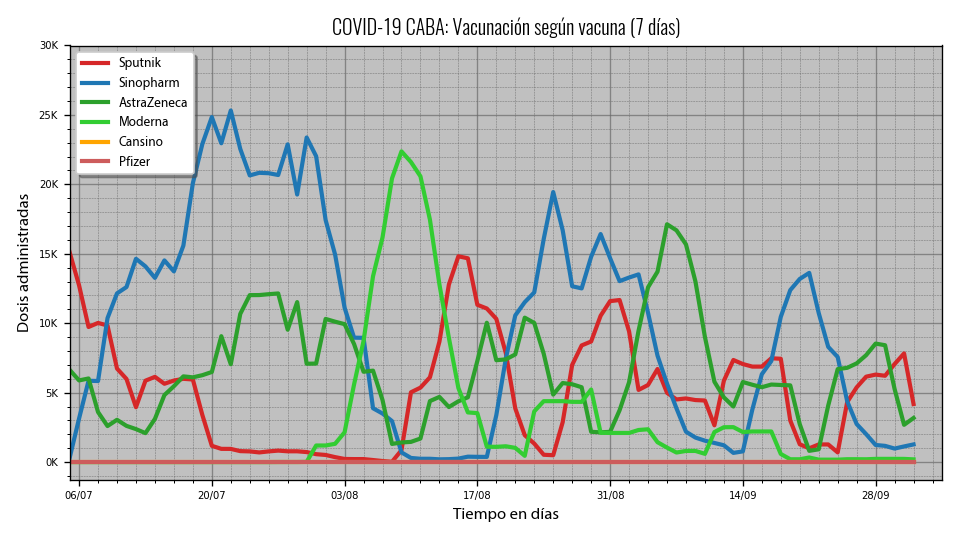 COVID-19 CABA: Vacunación según vacuna (7 días)
30K
25K
20K
15K
10K
5K
0K
Dosis administradas
Sputnik
Sinopharm
AstraZeneca
Moderna
Cansino
Pfizer
06/07 20/07 03/08 17/08 31/08 14/09 28/09
Tiempo en días